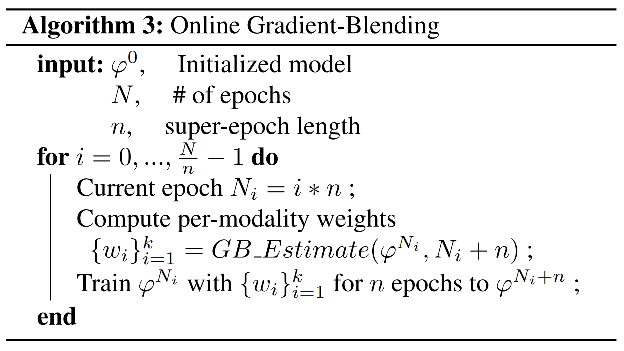 Algorithm 3: Online Gradient-Blending
input: φ^0, Initialized model
N, # of epochs
n, super-epoch length
for i = 0, ..., N/n − 1 do
Current epoch N_i = i ∗ n ;
Compute per-modality weights
{w_i}_{i=1}^k = GB_Estimate(φ^{N_i}, N_i + n) ;
Train φ^{N_i} with {w_i}_{i=1}^k for n epochs to φ^{N_i+n} ;
end